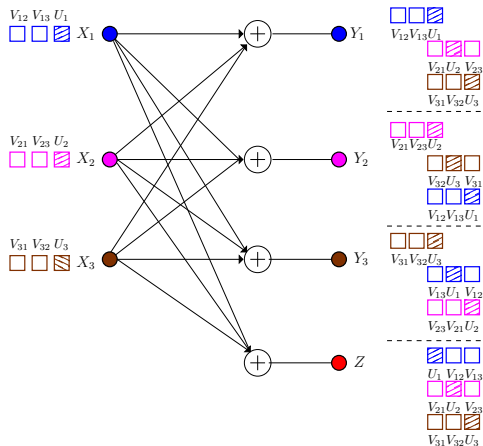 V₁₂ V₁₃ U₁ X₁ Y₁
V₁₂V₁₃U₁
V₂₁U₂ V₂₃
V₃₁V₃₂U₃
V₂₁ V₂₃ U₂ X₂ Y₂
V₂₁V₂₃U₂
V₃₂U₃ V₃₁
V₁₂V₁₃U₁
V₃₁ V₃₂ U₃ X₃ Y₃
V₃₁V₃₂U₃
V₁₃U₁ V₁₂
V₂₃V₂₁U₂
Z
U₁ V₁₂V₁₃
V₂₁U₂ V₂₃
V₃₁V₃₂U₃